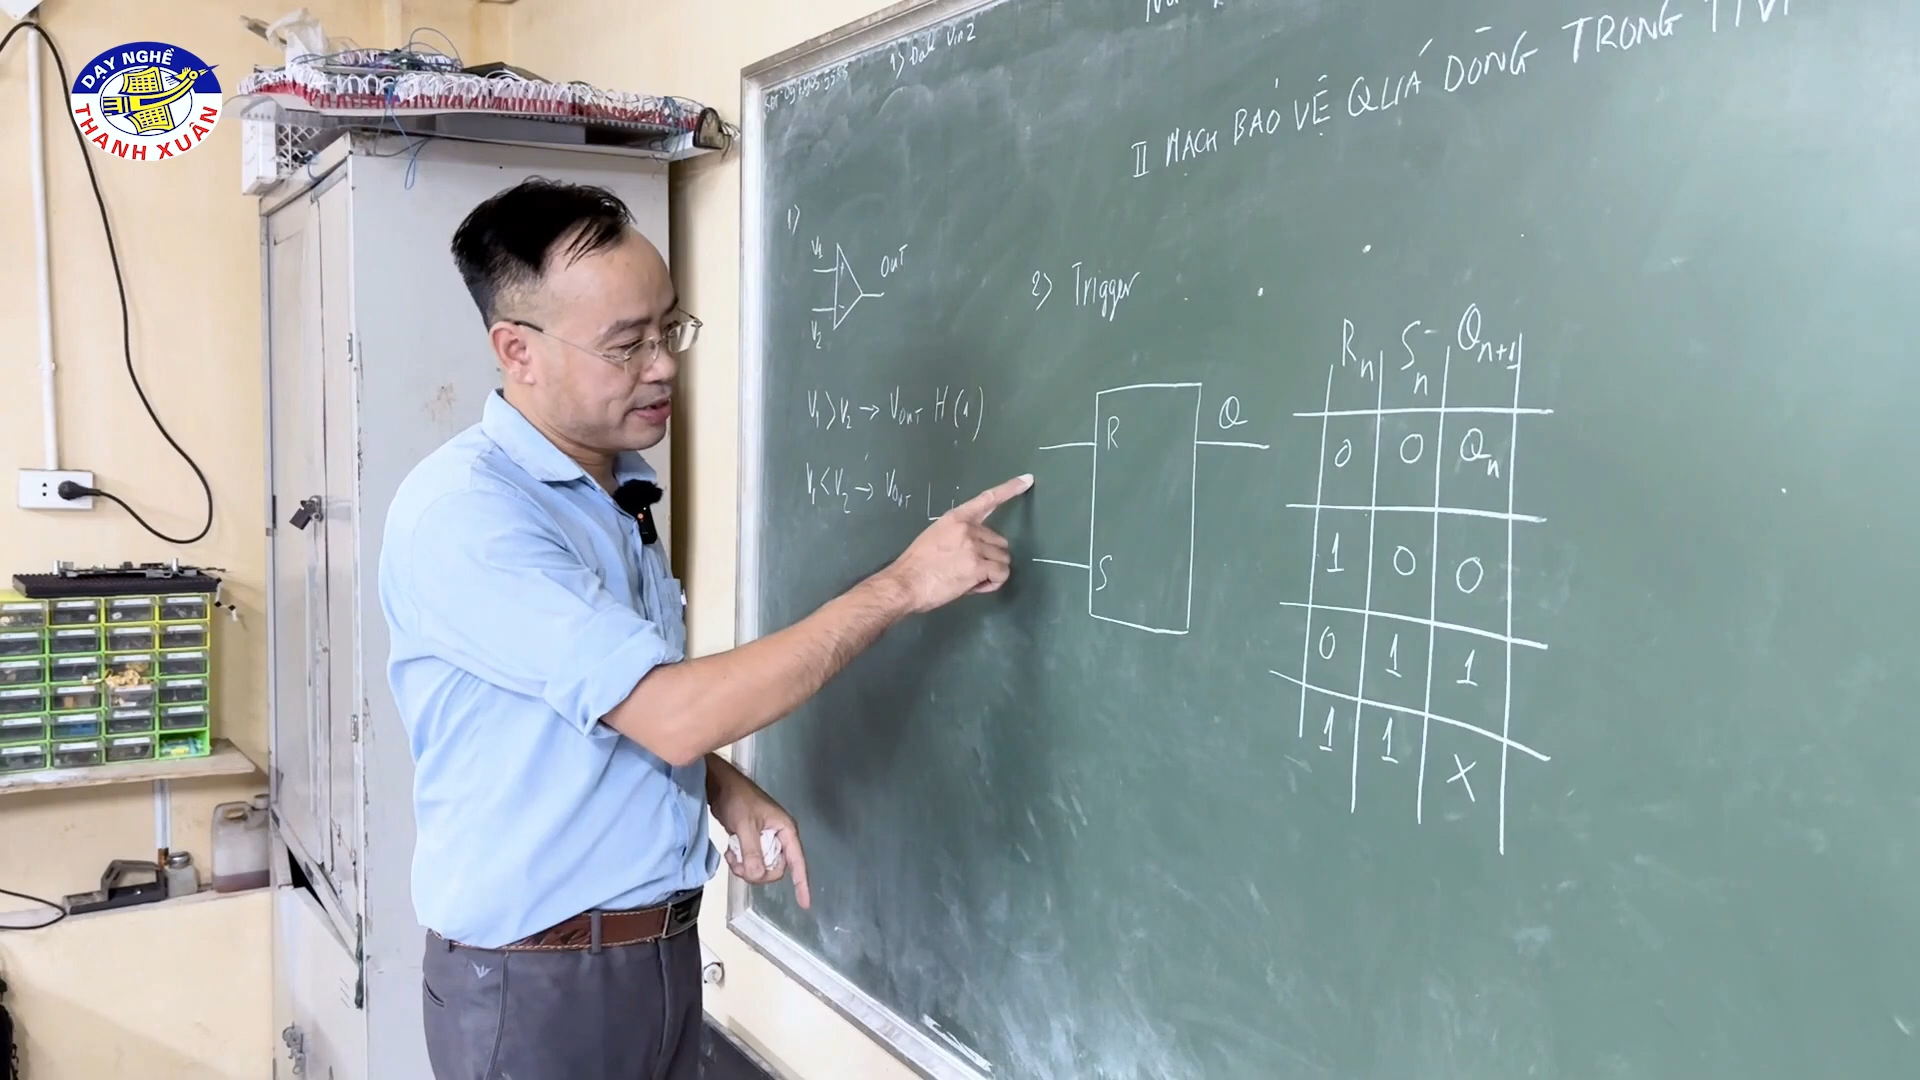 DẠY NGHỀ
THANH XUÂN
II MẠCH BẢO VỆ QUÁ DÒNG TRONG
1)
V1
V2
OUT
V1 > V2 → VOUT H (1)
V1 < V2 → VOUT L
2) Trigger
R
S
Q
Rn Sn Qn+1
0 0 Qn
1 0 0
0 1 1
1 1 X